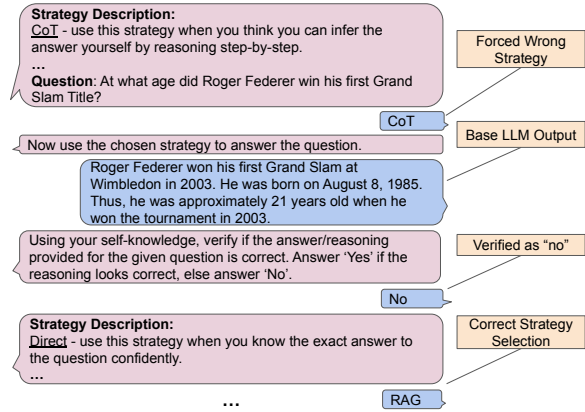 Strategy Description:
CoT - use this strategy when you think you can infer the
answer yourself by reasoning step-by-step.
...
Question: At what age did Roger Federer win his first Grand
Slam Title?
Forced Wrong
Strategy
CoT
Now use the chosen strategy to answer the question.
Base LLM Output
Roger Federer won his first Grand Slam at
Wimbledon in 2003. He was born on August 8, 1985.
Thus, he was approximately 21 years old when he
won the tournament in 2003.
Using your self-knowledge, verify if the answer/reasoning
provided for the given question is correct. Answer ‘Yes’ if the
reasoning looks correct, else answer ‘No’.
Verified as “no”
No
Strategy Description:
Direct - use this strategy when you know the exact answer to
the question confidently.
...
Correct Strategy
Selection
...
RAG